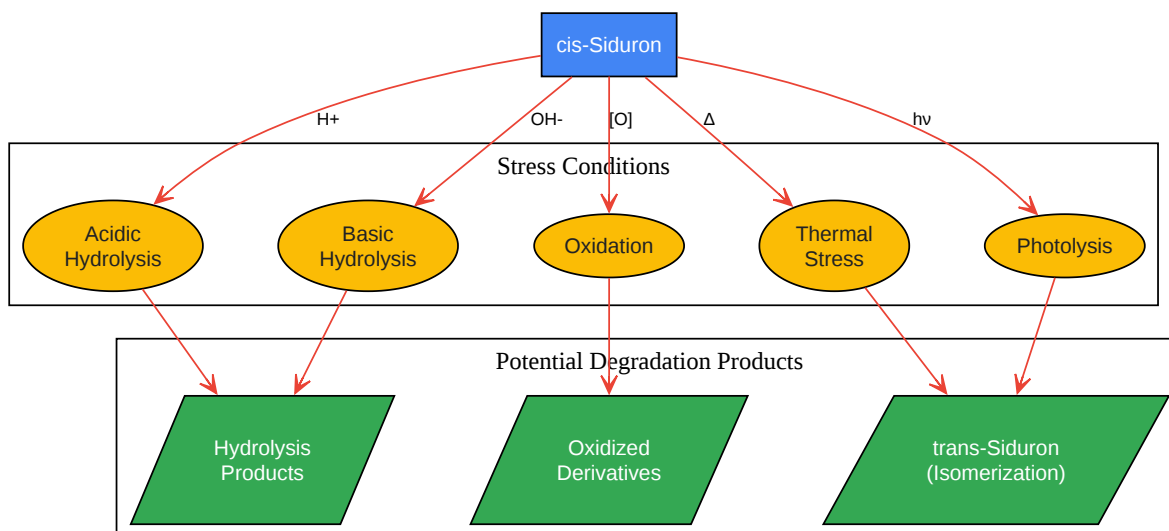 cis-Siduron
H+
OH-
[O]
Δ
hν
Stress Conditions
Acidic
Hydrolysis
Basic
Hydrolysis
Oxidation
Thermal
Stress
Photolysis
Potential Degradation Products
Hydrolysis
Products
Oxidized
Derivatives
trans-Siduron
(Isomerization)